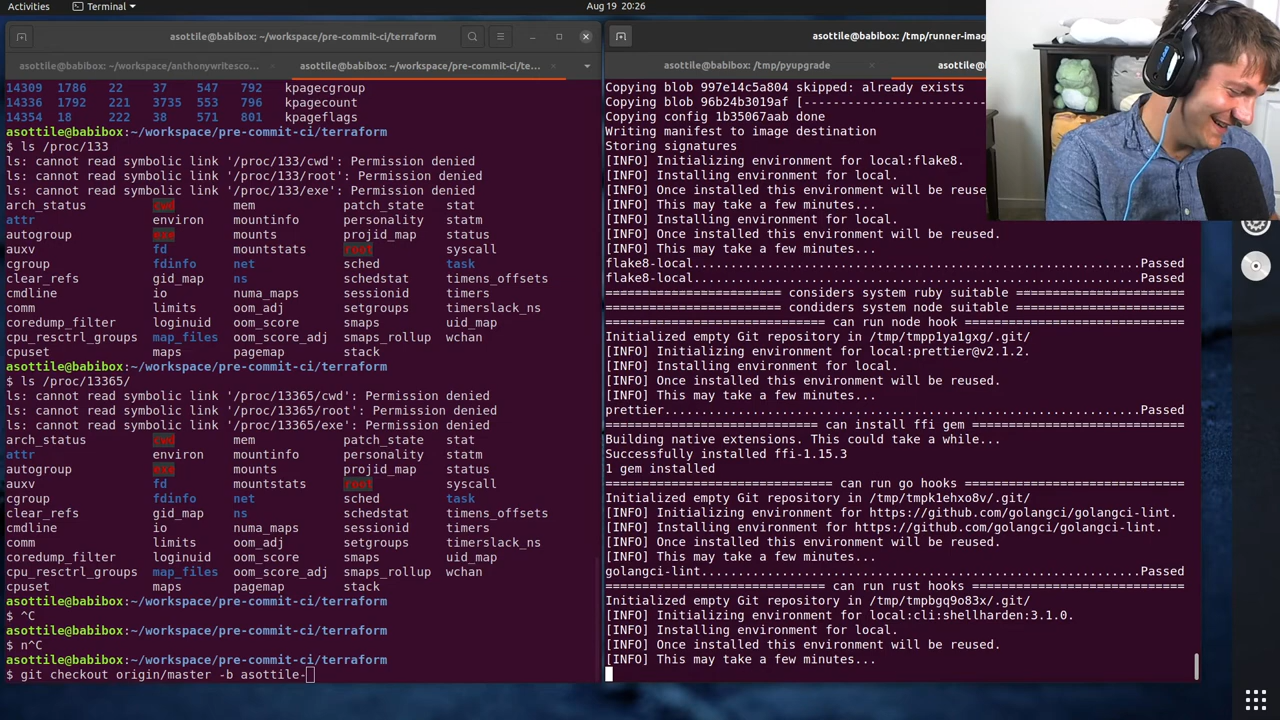 Activities
Terminal
Aug 19 20:26
asottile@babibox: ~/workspace/pre-commit-ci/terraform
asottile@babibox: ~/workspace/anthonywritesco...
asottile@babibox: ~/workspace/pre-commit-ci/te...
14309 1786 22 37 547 792 kpagecgroup
14336 1792 221 3735 553 796 kpagecount
14354 18 222 38 571 801 kpageflags
asottile@babibox:~/workspace/pre-commit-ci/terraform
$ ls /proc/133
ls: cannot read symbolic link '/proc/133/cwd': Permission denied
ls: cannot read symbolic link '/proc/133/root': Permission denied
ls: cannot read symbolic link '/proc/133/exe': Permission denied
arch_status cwd mem patch_state stat
attr environ mountinfo personality statm
autogroup exe mounts projid_map status
auxv fd mountstats root syscall
cgroup fdinfo net sched task
clear_refs gid_map ns schedstat timens_offsets
cmdline io numa_maps sessionid timers
comm limits oom_adj setgroups timerslack_ns
coredump_filter loginuid oom_score smaps uid_map
cpu_resctrl_groups map_files oom_score_adj smaps_rollup wchan
cpuset maps pagemap stack
asottile@babibox:~/workspace/pre-commit-ci/terraform
$ ls /proc/13365/
ls: cannot read symbolic link '/proc/13365/cwd': Permission denied
ls: cannot read symbolic link '/proc/13365/root': Permission denied
ls: cannot read symbolic link '/proc/13365/exe': Permission denied
arch_status cwd mem patch_state stat
attr environ mountinfo personality statm
autogroup exe mounts projid_map status
auxv fd mountstats root syscall
cgroup fdinfo net sched task
clear_refs gid_map ns schedstat timens_offsets
cmdline io numa_maps sessionid timers
comm limits oom_adj setgroups timerslack_ns
coredump_filter loginuid oom_score smaps uid_map
cpu_resctrl_groups map_files oom_score_adj smaps_rollup wchan
cpuset maps pagemap stack
asottile@babibox:~/workspace/pre-commit-ci/terraform
$ ^C
asottile@babibox:~/workspace/pre-commit-ci/terraform
$ n^C
asottile@babibox:~/workspace/pre-commit-ci/terraform
$ git checkout origin/master -b asottile-
asottile@babibox: /tmp/runner-imag
asottile@babibox: /tmp/pyupgrade
asottile@b
Copying blob 997e14c5a804 skipped: already exists
Copying blob 96b24b3019af [----------------------
Copying config 1b35067aab done
Writing manifest to image destination
Storing signatures
[INFO] Initializing environment for local:flake8.
[INFO] Installing environment for local.
[INFO] Once installed this environment will be reuse
[INFO] This may take a few minutes...
[INFO] Installing environment for local.
[INFO] Once installed this environment will be reused.
[INFO] This may take a few minutes...
flake8-local.............................................................Passed
flake8-local.............................................................Passed
======================== considers system ruby suitable =======================
======================== condiders system node suitable =======================
============================== can run node hook ==============================
Initialized empty Git repository in /tmp/tmpp1ya1gxg/.git/
[INFO] Initializing environment for local:prettier@v2.1.2.
[INFO] Installing environment for local.
[INFO] Once installed this environment will be reused.
[INFO] This may take a few minutes...
prettier.................................................................Passed
============================= can install ffi gem =============================
Building native extensions. This could take a while...
Successfully installed ffi-1.15.3
1 gem installed
=============================== can run go hooks ==============================
Initialized empty Git repository in /tmp/tmpk1ehxo8v/.git/
[INFO] Initializing environment for https://github.com/golangci/golangci-lint.
[INFO] Installing environment for https://github.com/golangci/golangci-lint.
[INFO] Once installed this environment will be reused.
[INFO] This may take a few minutes...
golangci-lint............................................................Passed
============================== can run rust hooks =============================
Initialized empty Git repository in /tmp/tmpbgq9o83x/.git/
[INFO] Initializing environment for local:cli:shellharden:3.1.0.
[INFO] Installing environment for local.
[INFO] Once installed this environment will be reused.
[INFO] This may take a few minutes...